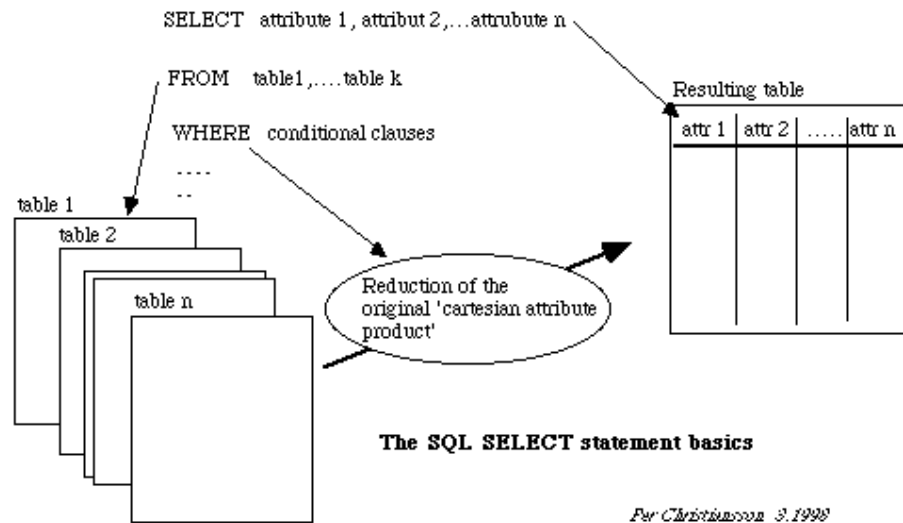 SELECT attribute 1, attribut 2,...attrubute n
FROM table1,....table k
WHERE conditional clauses
....
..
Resulting table
attr 1 attr 2 ..... attr n
table 1
table 2
table n
Reduction of the
original 'cartesian attribute
product'
The SQL SELECT statement basics
Per Christiansson 3.1998